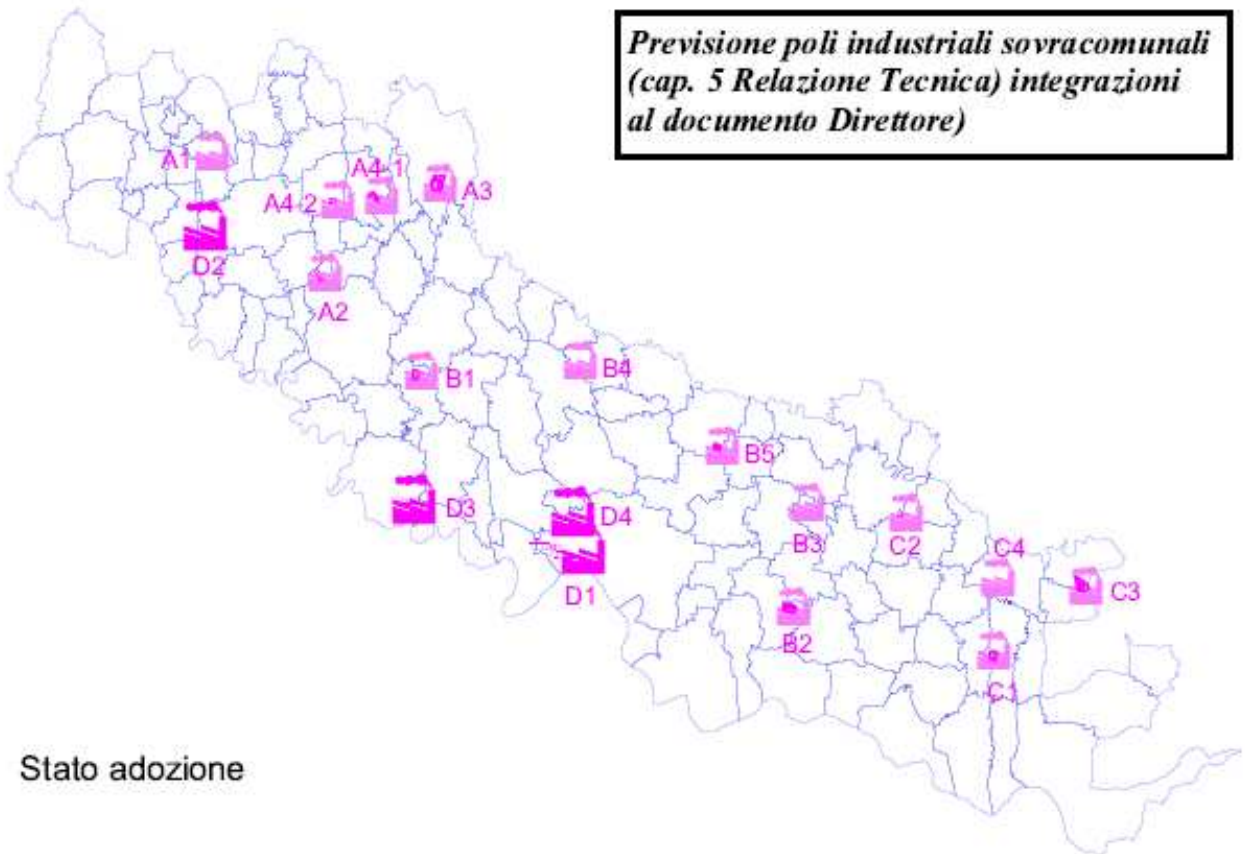 Previsione poli industriali sovracomunali
(cap. 5 Relazione Tecnica) integrazioni
al documento Direttore)
A1
A4-1
A4-2
A3
D2
A2
B1
B4
B5
D3
D4
B3
C2
C4
D1
C3
B2
C1
Stato adozione